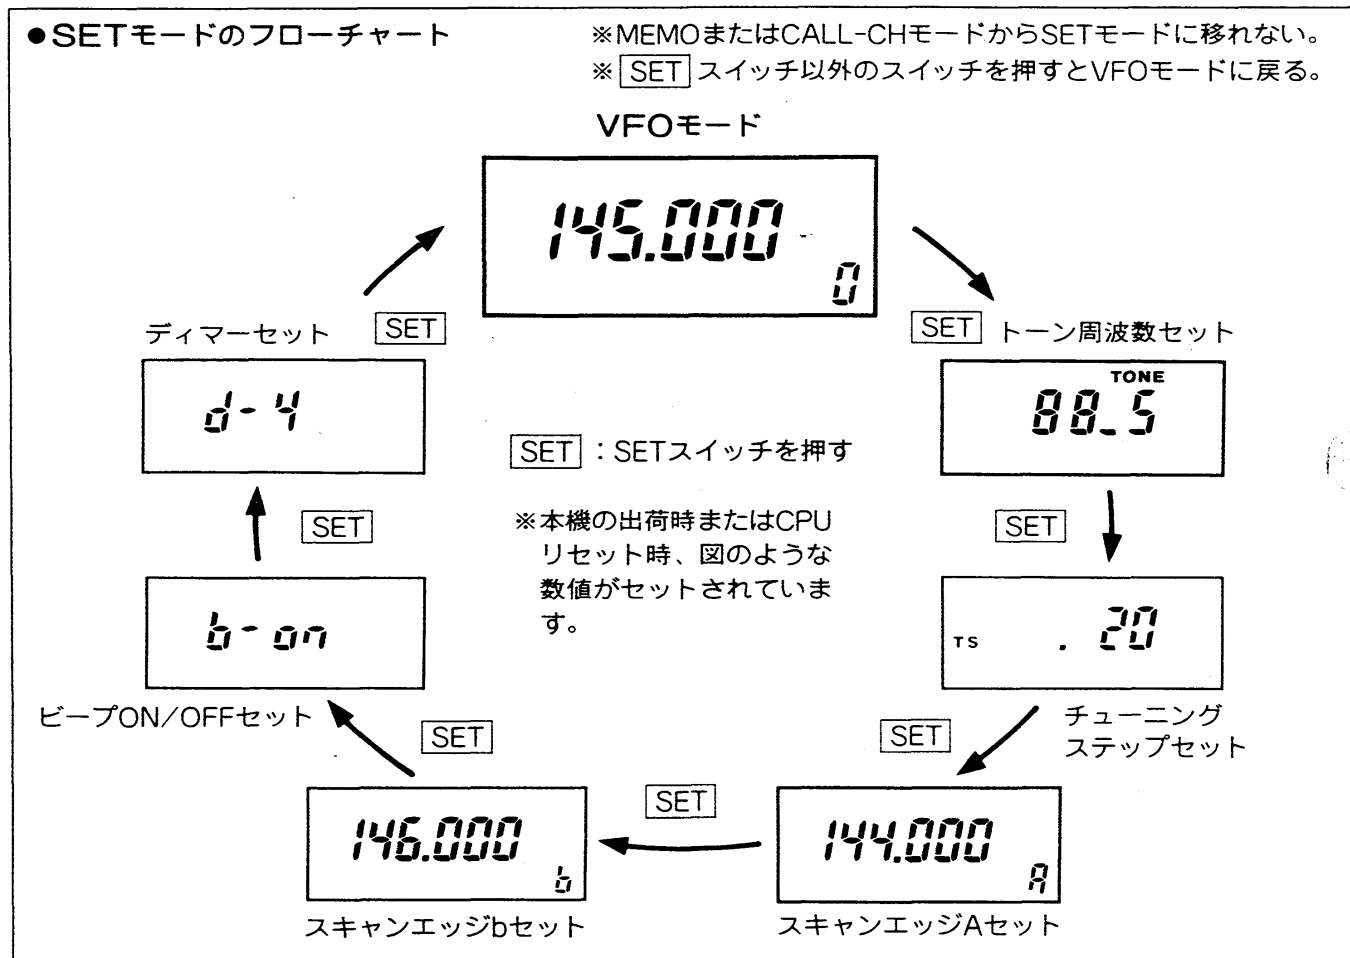 ●SETモードのフローチャート
※MEMOまたはCALL-CHモードからSETモードに移れない。
※SETスイッチ以外のスイッチを押すとVFOモードに戻る。
VFOモード
145.000
0
SET
トーン周波数セット
TONE
88_5
SET
TS . 20
チューニング
ステップセット
SET
144.000
A
スキャンエッジAセット
SET
146.000
b
スキャンエッジbセット
SET
b-on
ビープON/OFFセット
SET
ディマーセット
d-4
SET
SET：SETスイッチを押す
※本機の出荷時またはCPU
リセット時、図のような
数値がセットされていま
す。